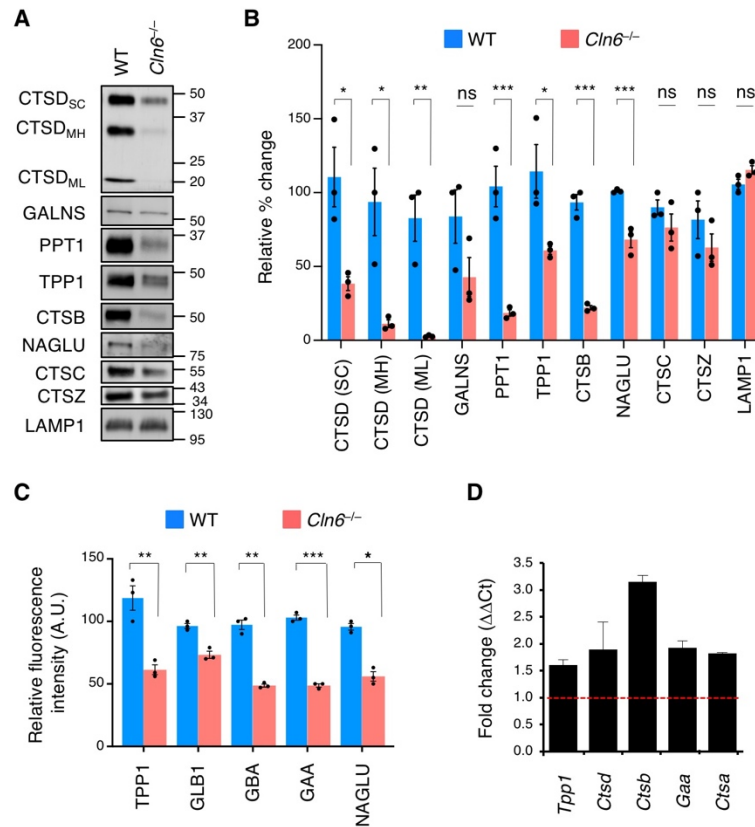 A
WT
Cln6–/–
CTSDSC
CTSDMH
CTSDML
GALNS
PPT1
TPP1
CTSB
NAGLU
CTSC
CTSZ
LAMP1
50
37
25
20
50
37
50
50
75
55
43
34
130
95
B
WT
Cln6–/–
Relative % change
200
150
100
50
0
* * ** ns *** * *** *** ns ns ns
CTSD (SC)
CTSD (MH)
CTSD (ML)
GALNS
PPT1
TPP1
CTSB
NAGLU
CTSC
CTSZ
LAMP1
C
WT
Cln6–/–
Relative fluorescence
intensity (A.U.)
150
100
50
0
** ** ** *** *
TPP1
GLB1
GBA
GAA
NAGLU
D
Fold change (ΔΔCt)
3.5
3.0
2.5
2.0
1.5
1.0
0.5
0.0
Tpp1
Ctsd
Ctsb
Gaa
Ctsa